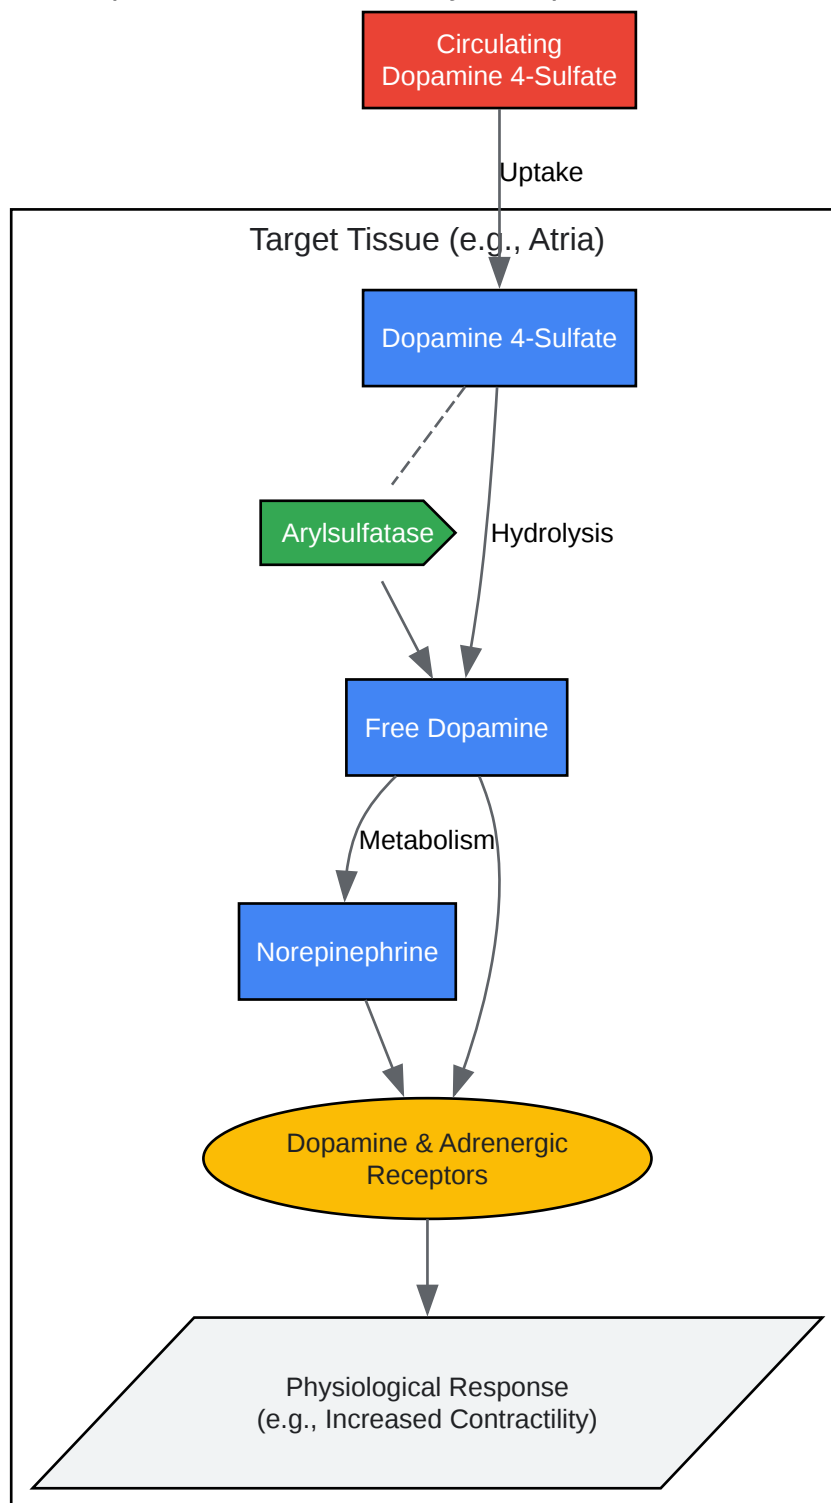 Circulating
Dopamine 4-Sulfate
Uptake
Target Tissue (e.g., Atria)
Dopamine 4-Sulfate
Arylsulfatase
Hydrolysis
Free Dopamine
Metabolism
Norepinephrine
Dopamine & Adrenergic
Receptors
Physiological Response
(e.g., Increased Contractility)